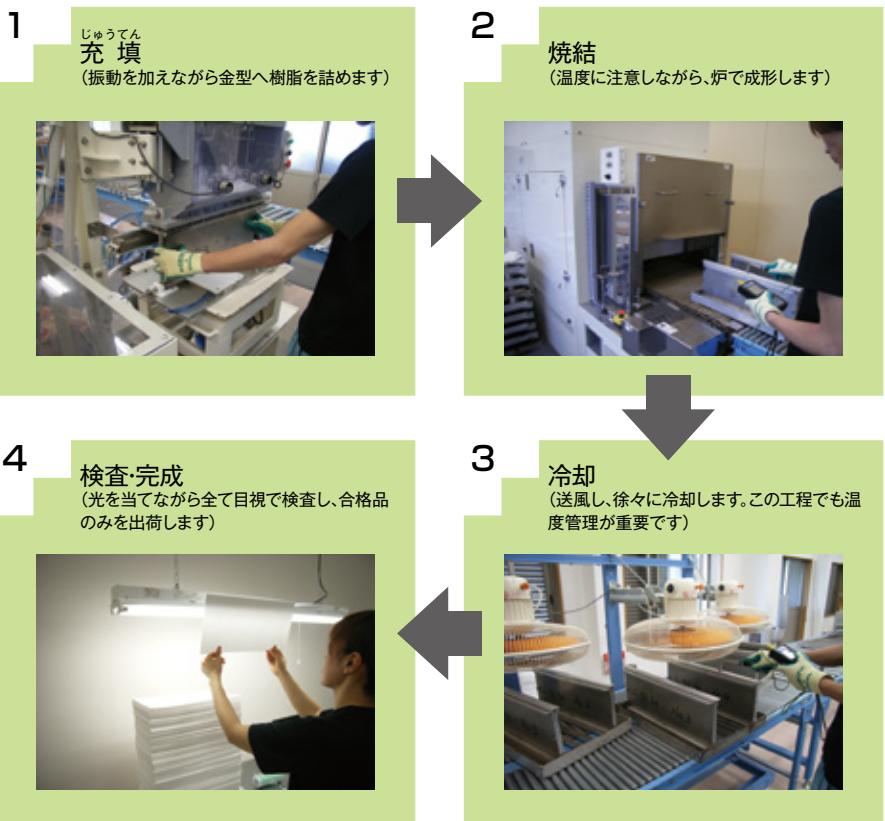 1
じゅうてん
充填
（振動を加えながら金型へ樹脂を詰めます）
2
焼結
（温度に注意しながら、炉で成形します）
3
冷却
（送風し、徐々に冷却します。この工程でも温
度管理が重要です）
4
検査・完成
（光を当てながら全て目視で検査し、合格品
のみを出荷します）